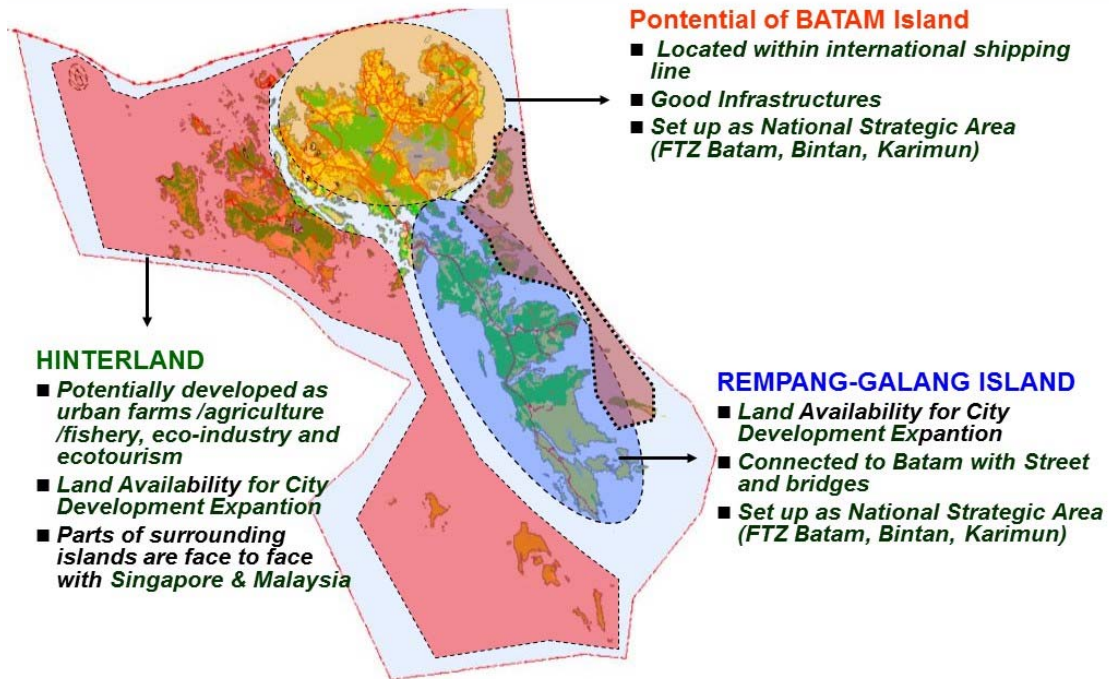 Pontential of BATAM Island
■ Located within international shipping
line
■ Good Infrastructures
■ Set up as National Strategic Area
(FTZ Batam, Bintan, Karimun)
HINTERLAND
■ Potentially developed as
urban farms /agriculture
/fishery, eco-industry and
ecotourism
■ Land Availability for City
Development Expantion
■ Parts of surrounding
islands are face to face
with Singapore & Malaysia
REMPANG-GALANG ISLAND
■ Land Availability for City
Development Expantion
■ Connected to Batam with Street
and bridges
■ Set up as National Strategic Area
(FTZ Batam, Bintan, Karimun)